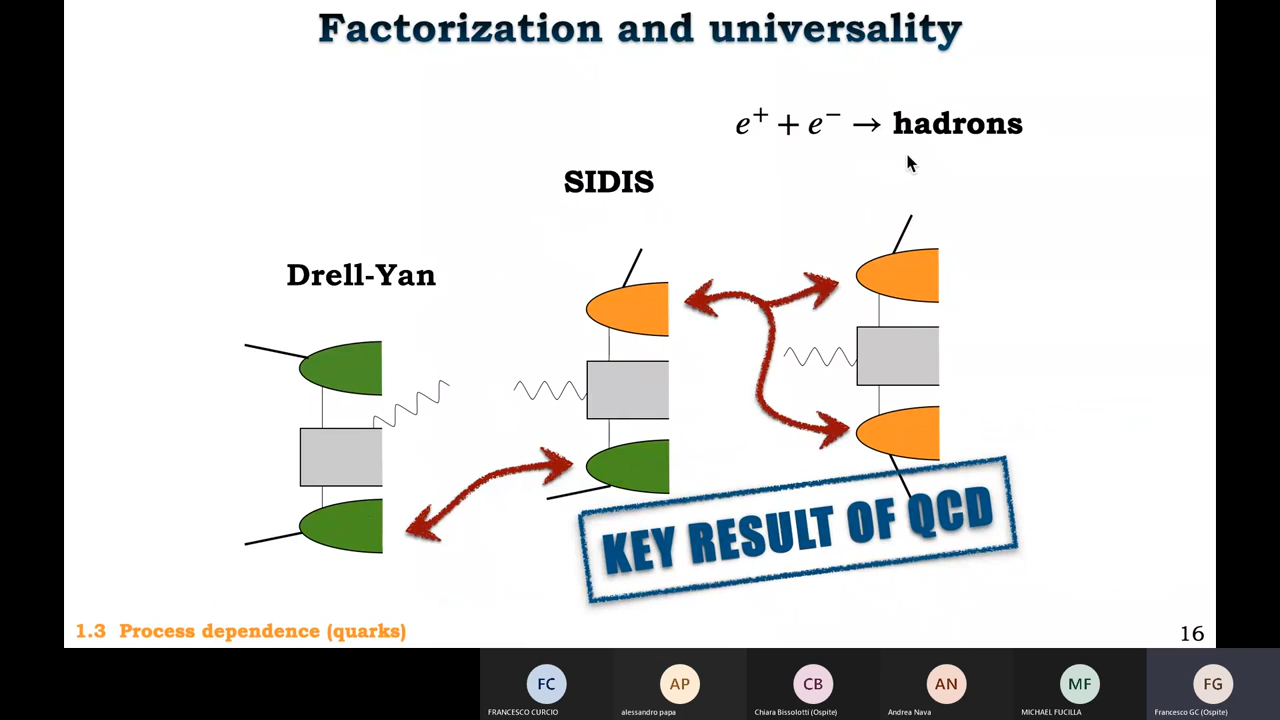 Factorization and universality
e⁺ + e⁻ → hadrons
SIDIS
Drell-Yan
KEY RESULT OF QCD
1.3 Process dependence (quarks)
16
FC
AP
CB
AN
MF
FG
FRANCESCO CURCIO
alessandro papa
Chiara Bissolotti (Ospite)
Andrea Nava
MICHAEL FUCILLA
Francesco GC (Ospite)